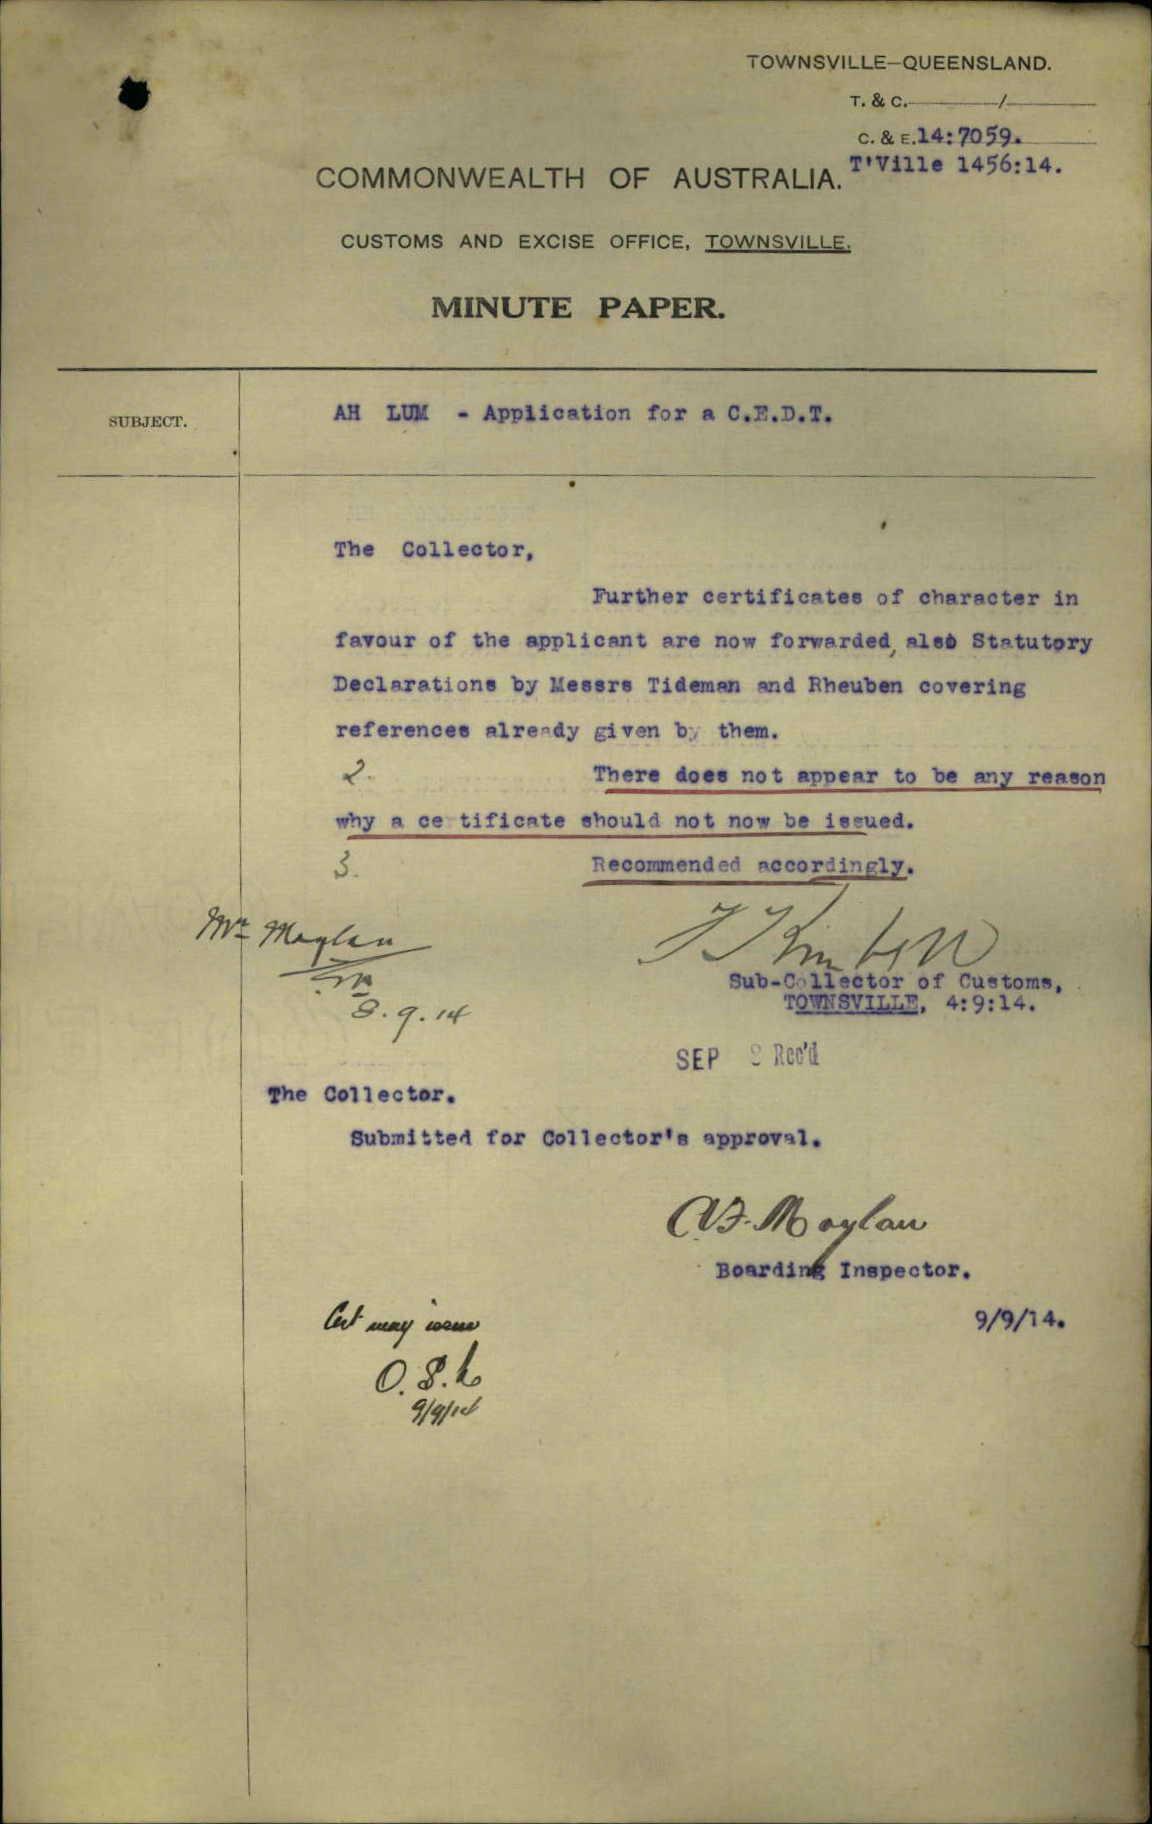 TOWNSVILLE—QUEENSLAND.
T. & C. /
C. & E. 14:7059.
T'Ville 1456:14.
COMMONWEALTH OF AUSTRALIA.
CUSTOMS AND EXCISE OFFICE, TOWNSVILLE.
MINUTE PAPER.
SUBJECT.
AH LUM - Application for a C.E.D.T.
The Collector,
Further certificates of character in
favour of the applicant are now forwarded, also Statutory
Declarations by Messrs Tideman and Rheuben covering
references already given by them.
2. There does not appear to be any reason
why a ce tificate should not now be issued.
3. Recommended accordingly.
Mr Moylan
8.9.14
Sub-Collector of Customs,
TOWNSVILLE, 4:9:14.
SEP Rec'd
The Collector.
Submitted for Collector's approval.
Moylan
Boarding Inspector.
9/9/14.
Cert may issue
9/9/14